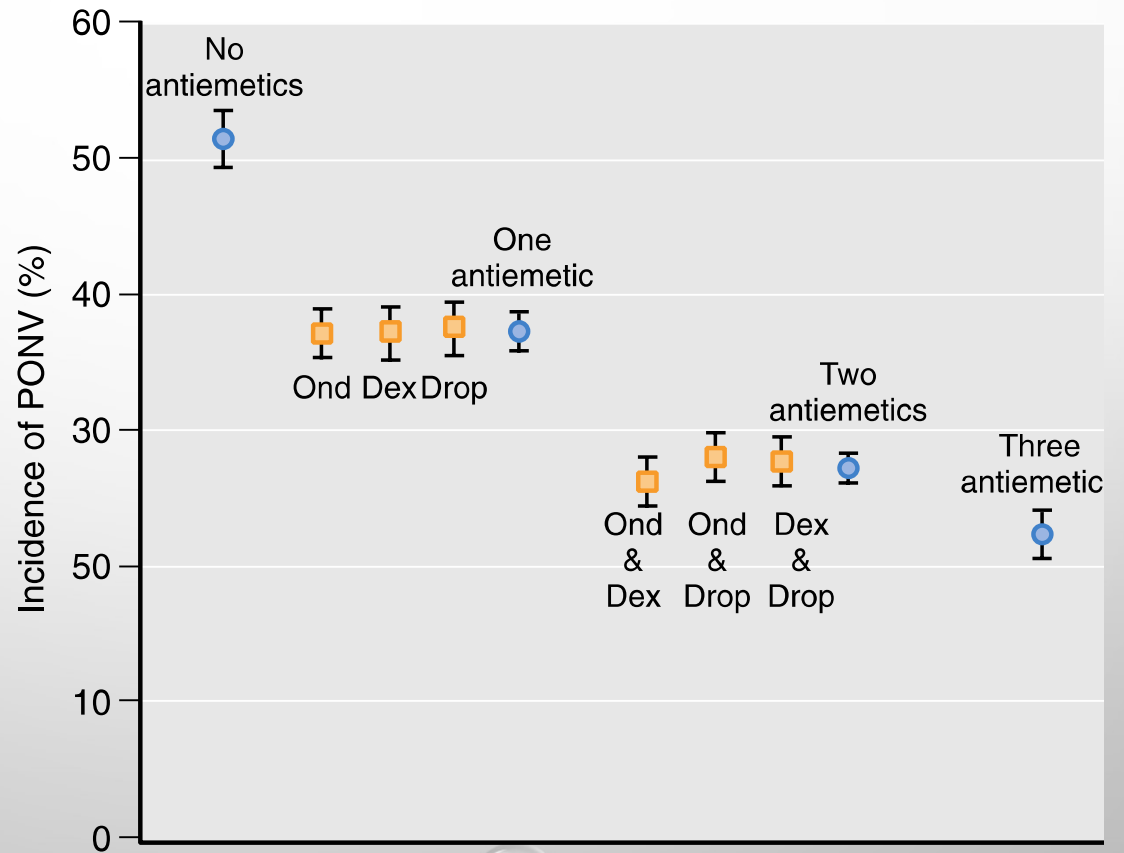 60
No
antiemetics
50
One
antiemetic
40
Ond Dex Drop
Two
antiemetics
30
Three
antiemetic
Ond Ond Dex
& & &
Dex Drop Drop
50
10
0
Incidence of PONV (%)